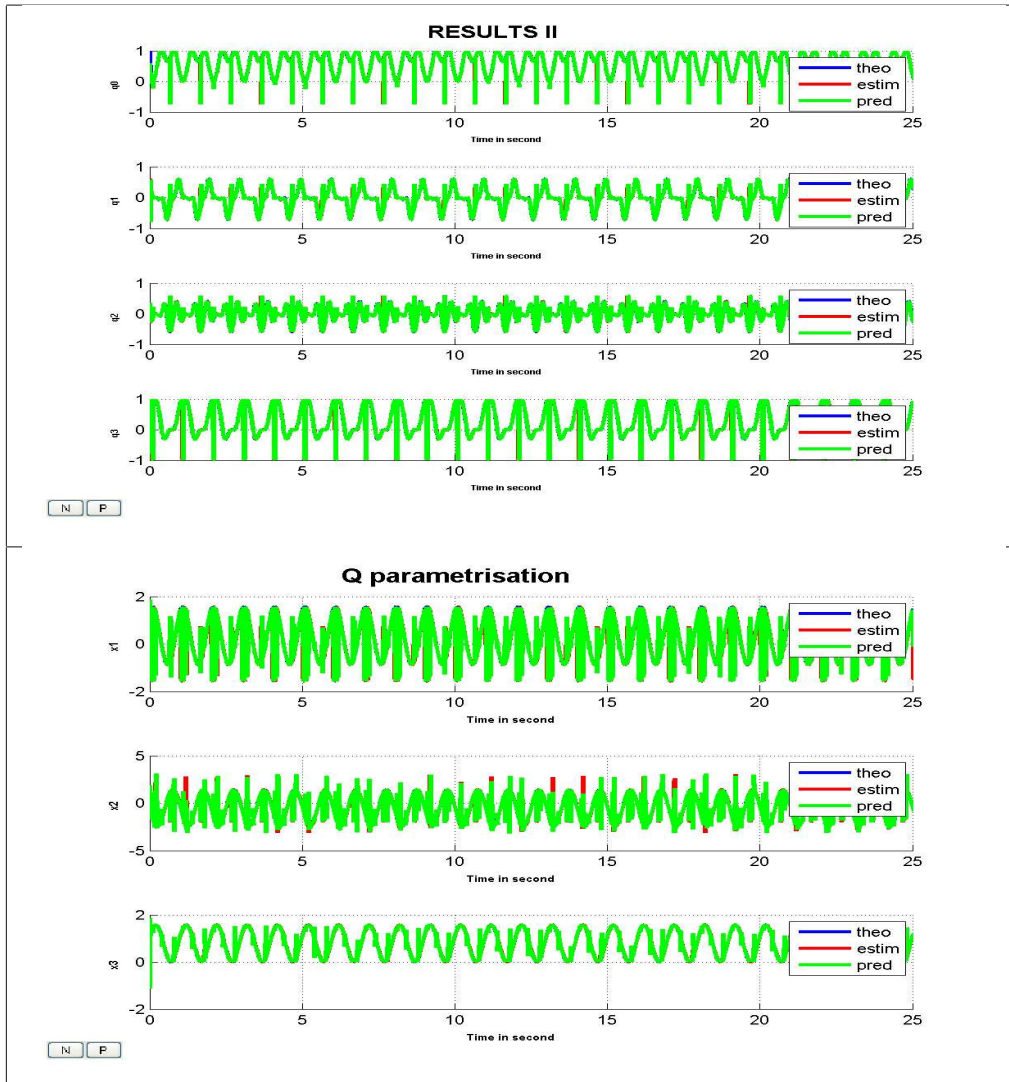 RESULTS II
1
0
-1
q0
theo
estim
pred
0 5 10 15 20 25
Time in second
1
0
-1
q1
theo
estim
pred
0 5 10 15 20 25
Time in second
1
0
-1
q2
theo
estim
pred
0 5 10 15 20 25
Time in second
1
0
-1
q3
theo
estim
pred
0 5 10 15 20 25
Time in second
N P
Q parametrisation
2
0
-2
x1
theo
estim
pred
0 5 10 15 20 25
Time in second
5
0
-5
x2
theo
estim
pred
0 5 10 15 20 25
Time in second
2
0
-2
x3
theo
estim
pred
0 5 10 15 20 25
Time in second
N P